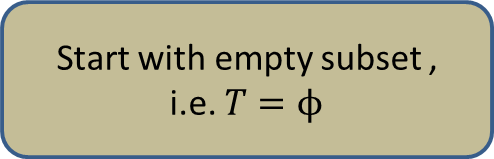 Start with empty subset ,
i.e. T = ϕ